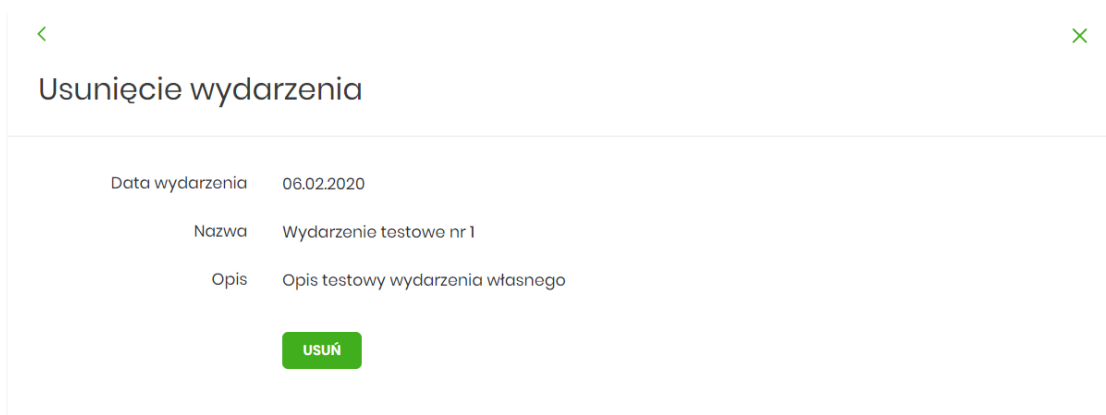 Usunięcie wydarzenia
Data wydarzenia 06.02.2020
Nazwa Wydarzenie testowe nr 1
Opis Opis testowy wydarzenia własnego
USUŃ